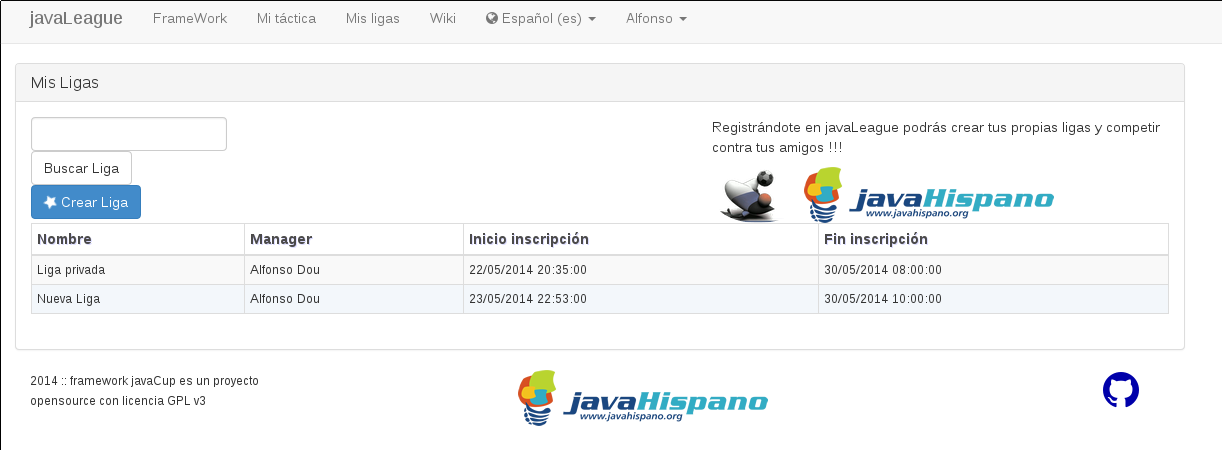 javaLeague FrameWork Mi táctica Mis ligas Wiki Español (es) Alfonso
Mis Ligas
Registrándote en javaLeague podrás crear tus propias ligas y competir
contra tus amigos !!!
Buscar Liga
Crear Liga
javaHispano
www.javahispano.org
Nombre Manager Inicio inscripción Fin inscripción
Liga privada Alfonso Dou 22/05/2014 20:35:00 30/05/2014 08:00:00
Nueva Liga Alfonso Dou 23/05/2014 22:53:00 30/05/2014 10:00:00
2014 :: framework javaCup es un proyecto
opensource con licencia GPL v3
javaHispano
www.javahispano.org